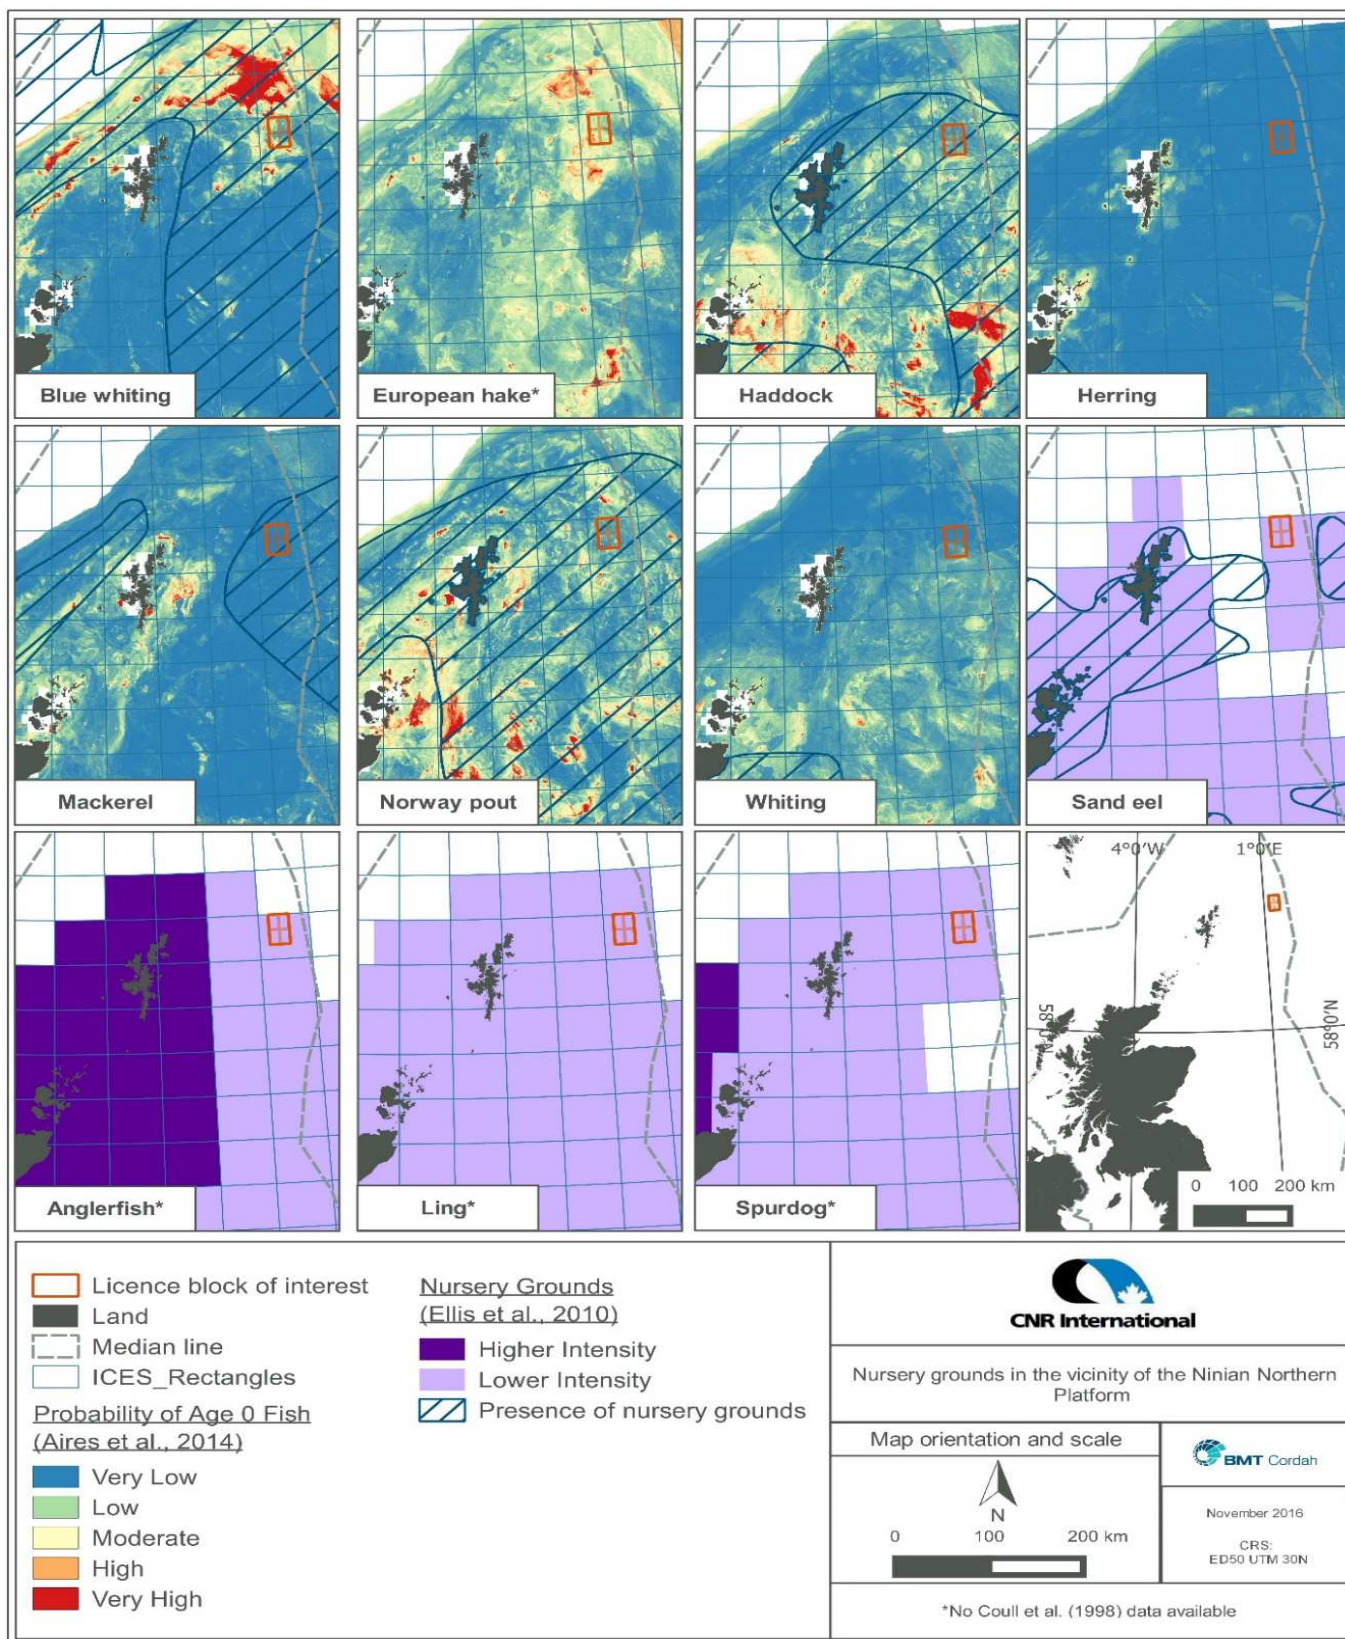 Blue whiting
European hake*
Haddock
Herring
Mackerel
Norway pout
Whiting
Sand eel
4°0'W 1°0'E
58°0'N
58°0'N
0 100 200 km
Anglerfish*
Ling*
Spurdog*
Licence block of interest
Land
Median line
ICES_Rectangles
Probability of Age 0 Fish
(Aires et al., 2014)
Very Low
Low
Moderate
High
Very High
Nursery Grounds
(Ellis et al., 2010)
Higher Intensity
Lower Intensity
Presence of nursery grounds
CNR International
Nursery grounds in the vicinity of the Ninian Northern
Platform
Map orientation and scale
N
0 100 200 km
BMT Cordah
November 2016
CRS:
ED50 UTM 30N
*No Coull et al. (1998) data available